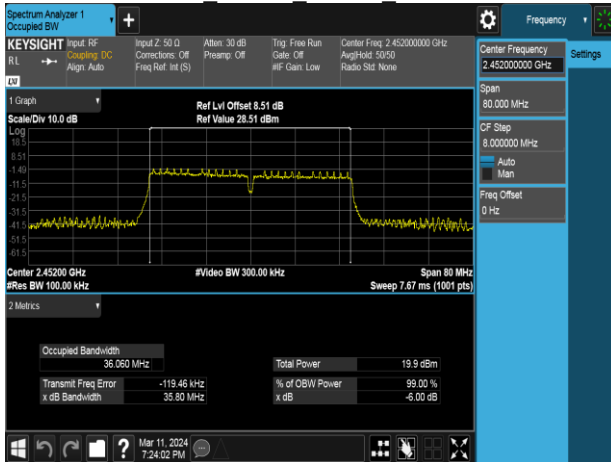 Spectrum Analyzer 1
Occupied BW
+
Frequency
KEYSIGHT
RL
LXI
Input: RF
Coupling: DC
Align: Auto
Input Z: 50 Ω
Corrections: Off
Freq Ref: Int (S)
Atten: 30 dB
Preamp: Off
Trig: Free Run
Gate: Off
#IF Gain: Low
Center Freq: 2.452000000 GHz
Avg|Hold: 50/50
Radio Std: None
Center Frequency
2.452000000 GHz
Settings
Span
80.000 MHz
CF Step
8.000000 MHz
Auto
Man
Freq Offset
0 Hz
1 Graph
Scale/Div 10.0 dB
Ref Lvl Offset 8.51 dB
Ref Value 28.51 dBm
Log
18.5
8.51
-1.49
-11.5
-21.5
-31.5
-41.5
-51.5
-61.5
Center 2.45200 GHz
#Res BW 100.00 kHz
#Video BW 300.00 kHz
Span 80 MHz
Sweep 7.67 ms (1001 pts)
2 Metrics
Occupied Bandwidth
36.060 MHz
Total Power 19.9 dBm
Transmit Freq Error -119.46 kHz
% of OBW Power 99.00 %
x dB Bandwidth 35.80 MHz
x dB -6.00 dB
?
Mar 11, 2024
7:24:02 PM